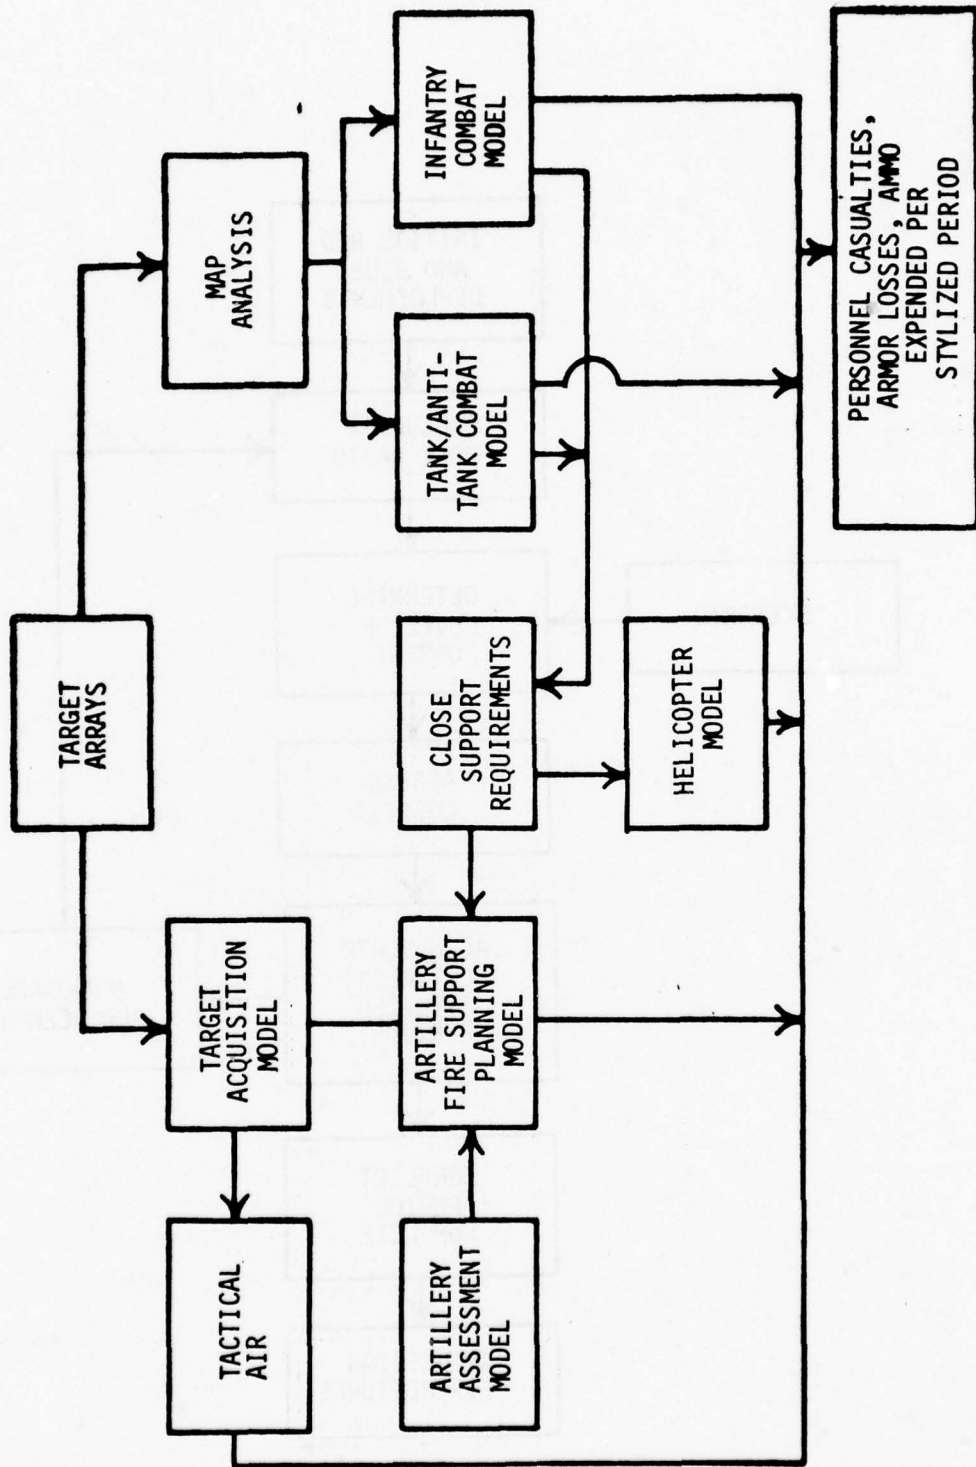 TARGET
ARRAYS
TACTICAL
AIR
TARGET
ACQUISITION
MODEL
MAP
ANALYSIS
ARTILLERY
ASSESSMENT
MODEL
ARTILLERY
FIRE SUPPORT
PLANNING
MODEL
CLOSE
SUPPORT
REQUIREMENTS
TANK/ANTI-
TANK COMBAT
MODEL
INFANTRY
COMBAT
MODEL
HELICOPTER
MODEL
PERSONNEL CASUALTIES,
ARMOR LOSSES, AMMO
EXPENDED PER
STYLIZED PERIOD